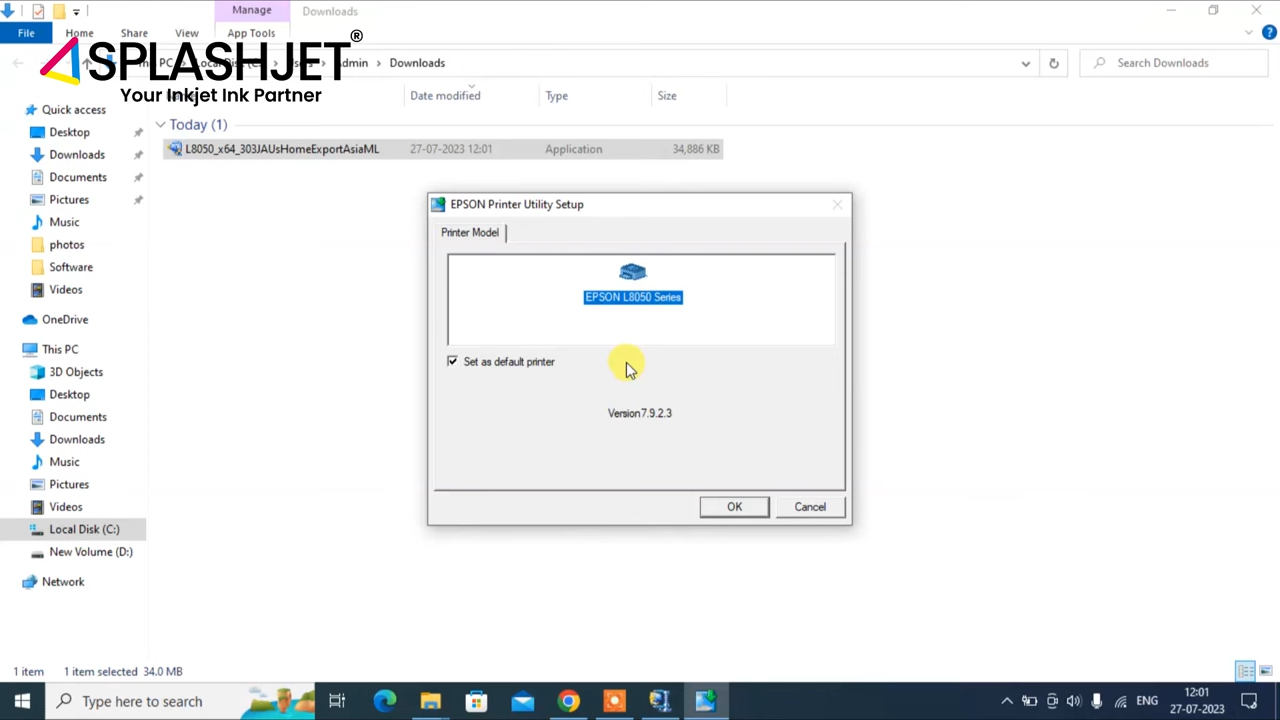 Manage
Downloads
File
Home
Share
View
App Tools
SPLASHJET®
Your Inkjet Ink Partner
Admin
Downloads
Search Downloads
Date modified
Type
Size
Quick access
Today (1)
Desktop
L8050_x64_303JAUsHomeExportAsiaML
27-07-2023 12:01
Application
34,886 KB
Downloads
Documents
Pictures
Music
photos
Software
Videos
OneDrive
This PC
3D Objects
Desktop
Documents
Downloads
Music
Pictures
Videos
Local Disk (C:)
New Volume (D:)
Network
EPSON Printer Utility Setup
Printer Model
EPSON L8050 Series
Set as default printer
Version7.9.2.3
OK
Cancel
1 item
1 item selected 34.0 MB
Type here to search
ENG
12:01
27-07-2023